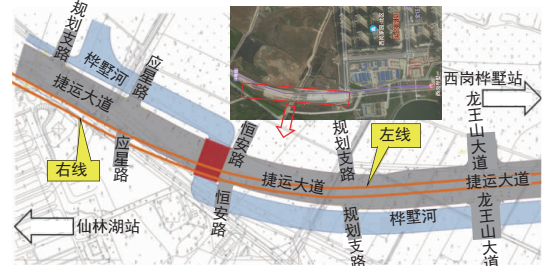 规划支路
桦墅河
应星路
捷运大道
西岗桦墅站
龙王山大道
恒安路
规划支路
左线
右线
应星路
捷运大道
捷运大道
恒安路
规划支路
桦墅河
龙王山大道
仙林湖站